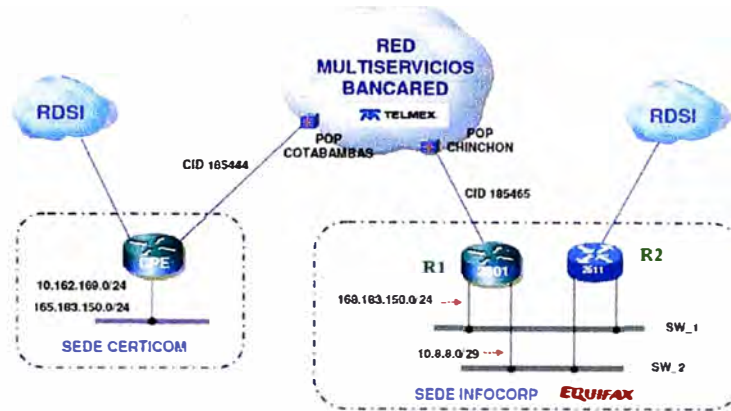 RED
MULTISERVICIOS
BANCARED
TELMEX
RDSI
RDSI
POP
COTABAMBAS
POP
CHINCHON
CID 185444
CID 185465
CPE
R1
2801
2611
R2
10.162.169.0/24
165.183.150.0/24
168.183.150.0/24
SW_1
10.8.8.0/29
SW_2
SEDE CERTICOM
SEDE INFOCORP
EQUIFAX